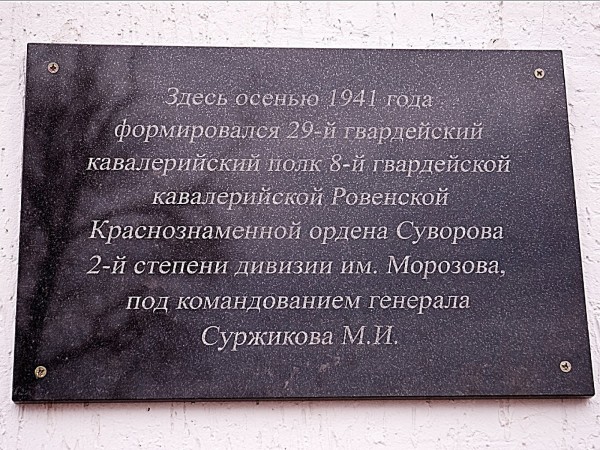 Здесь осенью 1941 года
формировался 29-й гвардейский
кавалерийский полк 8-й гвардейской
кавалерийской Ровенской
Краснознаменной ордена Суворова
2-й степени дивизии им. Морозова,
под командованием генерала
Суржикова М.И.